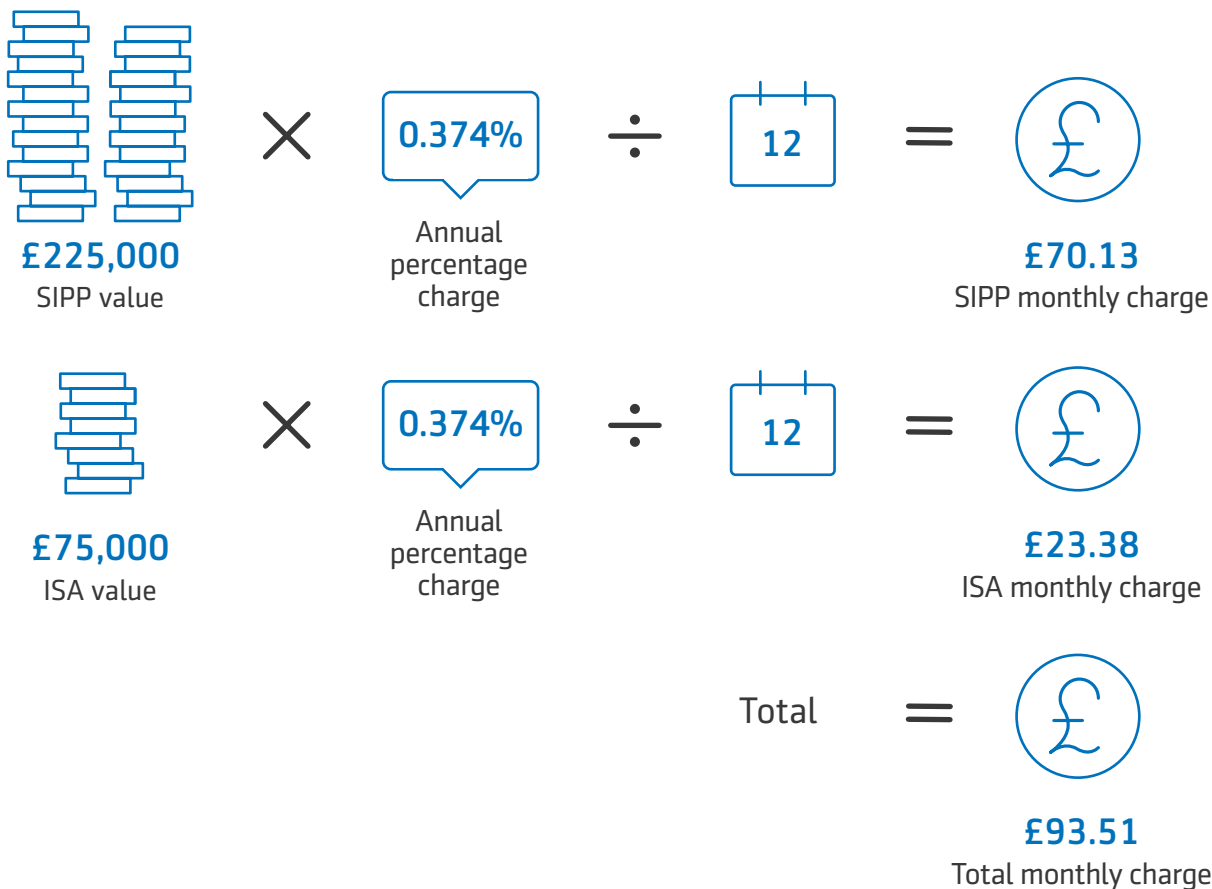 0.374%
12
£
£225,000
SIPP value
Annual
percentage
charge
£70.13
SIPP monthly charge
0.374%
12
£
£75,000
ISA value
Annual
percentage
charge
£23.38
ISA monthly charge
Total
£
£93.51
Total monthly charge